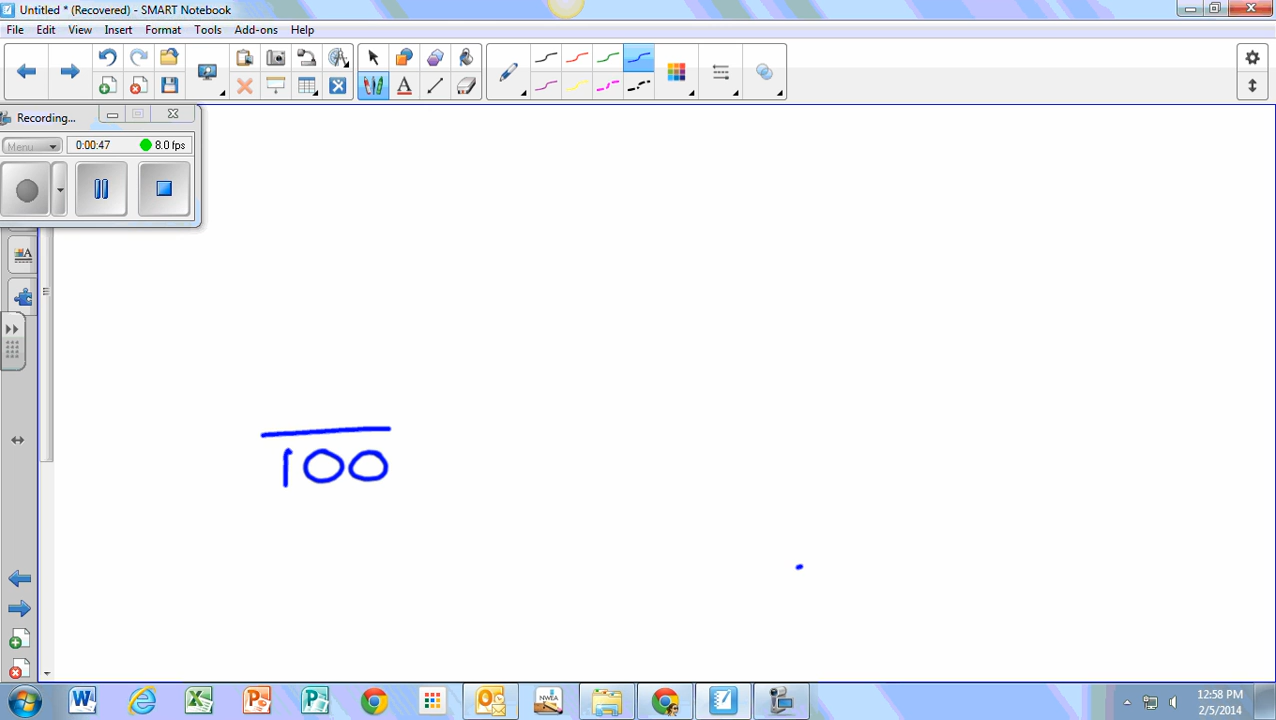 Untitled * (Recovered) - SMART Notebook
File Edit View Insert Format Tools Add-ons Help
Recording...
Menu 0:00:47 8.0 fps
100
12:58 PM
2/5/2014